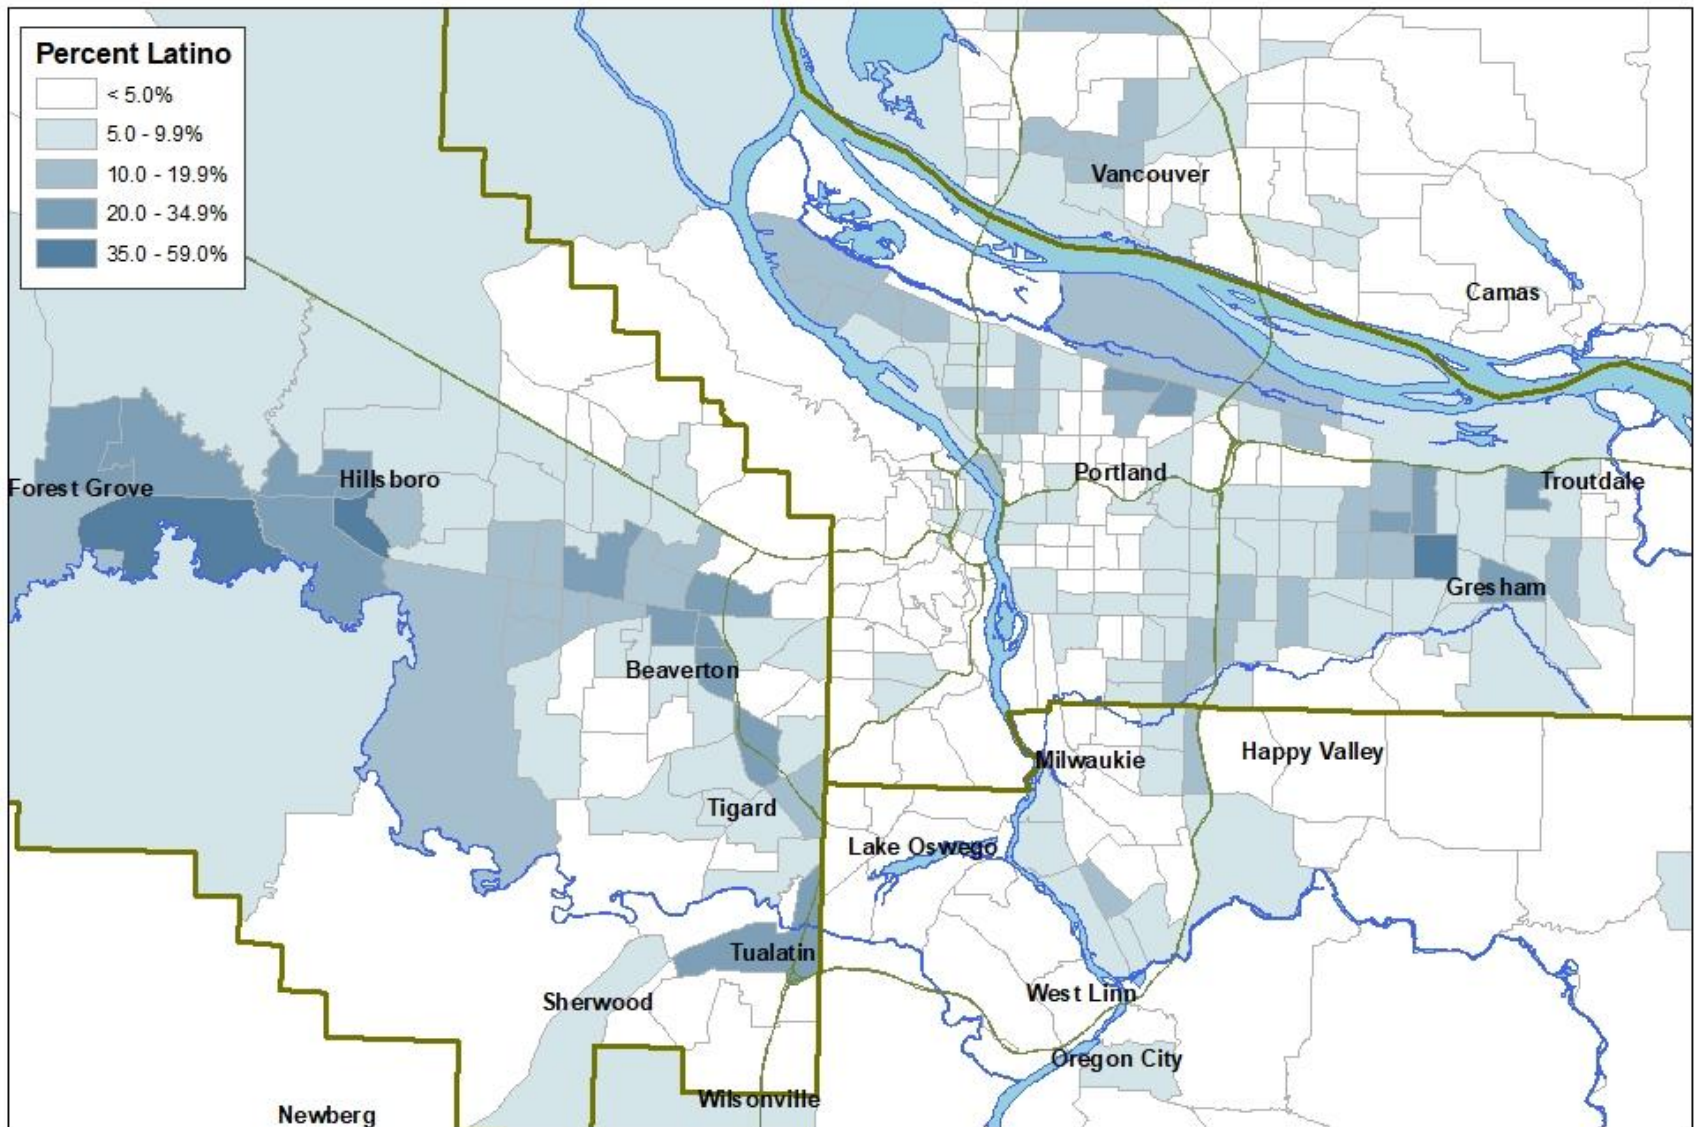 Percent Latino
< 5.0%
5.0 - 9.9%
10.0 - 19.9%
20.0 - 34.9%
35.0 - 59.0%
Vancouver
Camas
Portland
Troutdale
Hillsboro
Forest Grove
Gresham
Beaverton
Milwaukie
Happy Valley
Tigard
Lake Oswego
Tualatin
Sherwood
West Linn
Oregon City
Wilsonville
Newberg